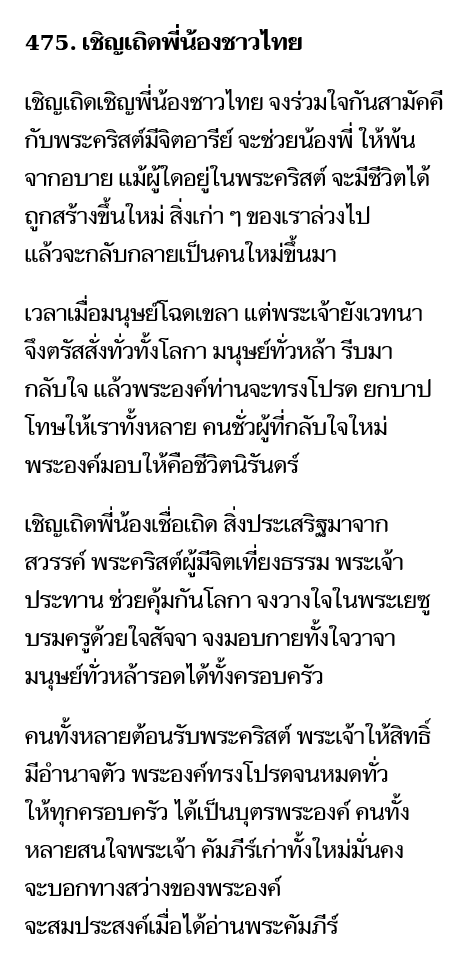 475. เชิญเถิดพี่น้องชาวไทย
เชิญเถิดเชิญพี่น้องชาวไทย จงร่วมใจกันสามัคคี
กับพระคริสต์มีจิตอารีย์ จะช่วยน้องพี่ ให้พ้น
จากอบาย แม้ผู้ใดอยู่ในพระคริสต์ จะมีชีวิตได้
ถูกสร้างขึ้นใหม่ สิ่งเก่า ๆ ของเราล่วงไป
แล้วจะกลับกลายเป็นคนใหม่ขึ้นมา
เวลาเมื่อมนุษย์โฉดเขลา แต่พระเจ้ายังเวทนา
จึงตรัสสั่งทั่วทั้งโลกา มนุษย์ทั่วหล้า รีบมา
กลับใจ แล้วพระองค์ท่านจะทรงโปรด ยกบาป
โทษให้เราทั้งหลาย คนชั่วผู้ที่กลับใจใหม่
พระองค์มอบให้คือชีวิตนิรันดร์
เชิญเถิดพี่น้องเชื่อเถิด สิ่งประเสริฐมาจาก
สวรรค์ พระคริสต์ผู้มีจิตเที่ยงธรรม พระเจ้า
ประทาน ช่วยคุ้มกันโลกา จงวางใจในพระเยซู
บรมครูด้วยใจสัจจา จงมอบกายทั้งใจวาจา
มนุษย์ทั่วหล้ารอดได้ทั้งครอบครัว
คนทั้งหลายต้อนรับพระคริสต์ พระเจ้าให้สิทธิ์
มีอำนาจตัว พระองค์ทรงโปรดจนหมดทั่ว
ให้ทุกครอบครัว ได้เป็นบุตรพระองค์ คนทั้ง
หลายสนใจพระเจ้า คัมภีร์เก่าทั้งใหม่มั่นคง
จะบอกทางสว่างของพระองค์
จะสมประสงค์เมื่อได้อ่านพระคัมภีร์